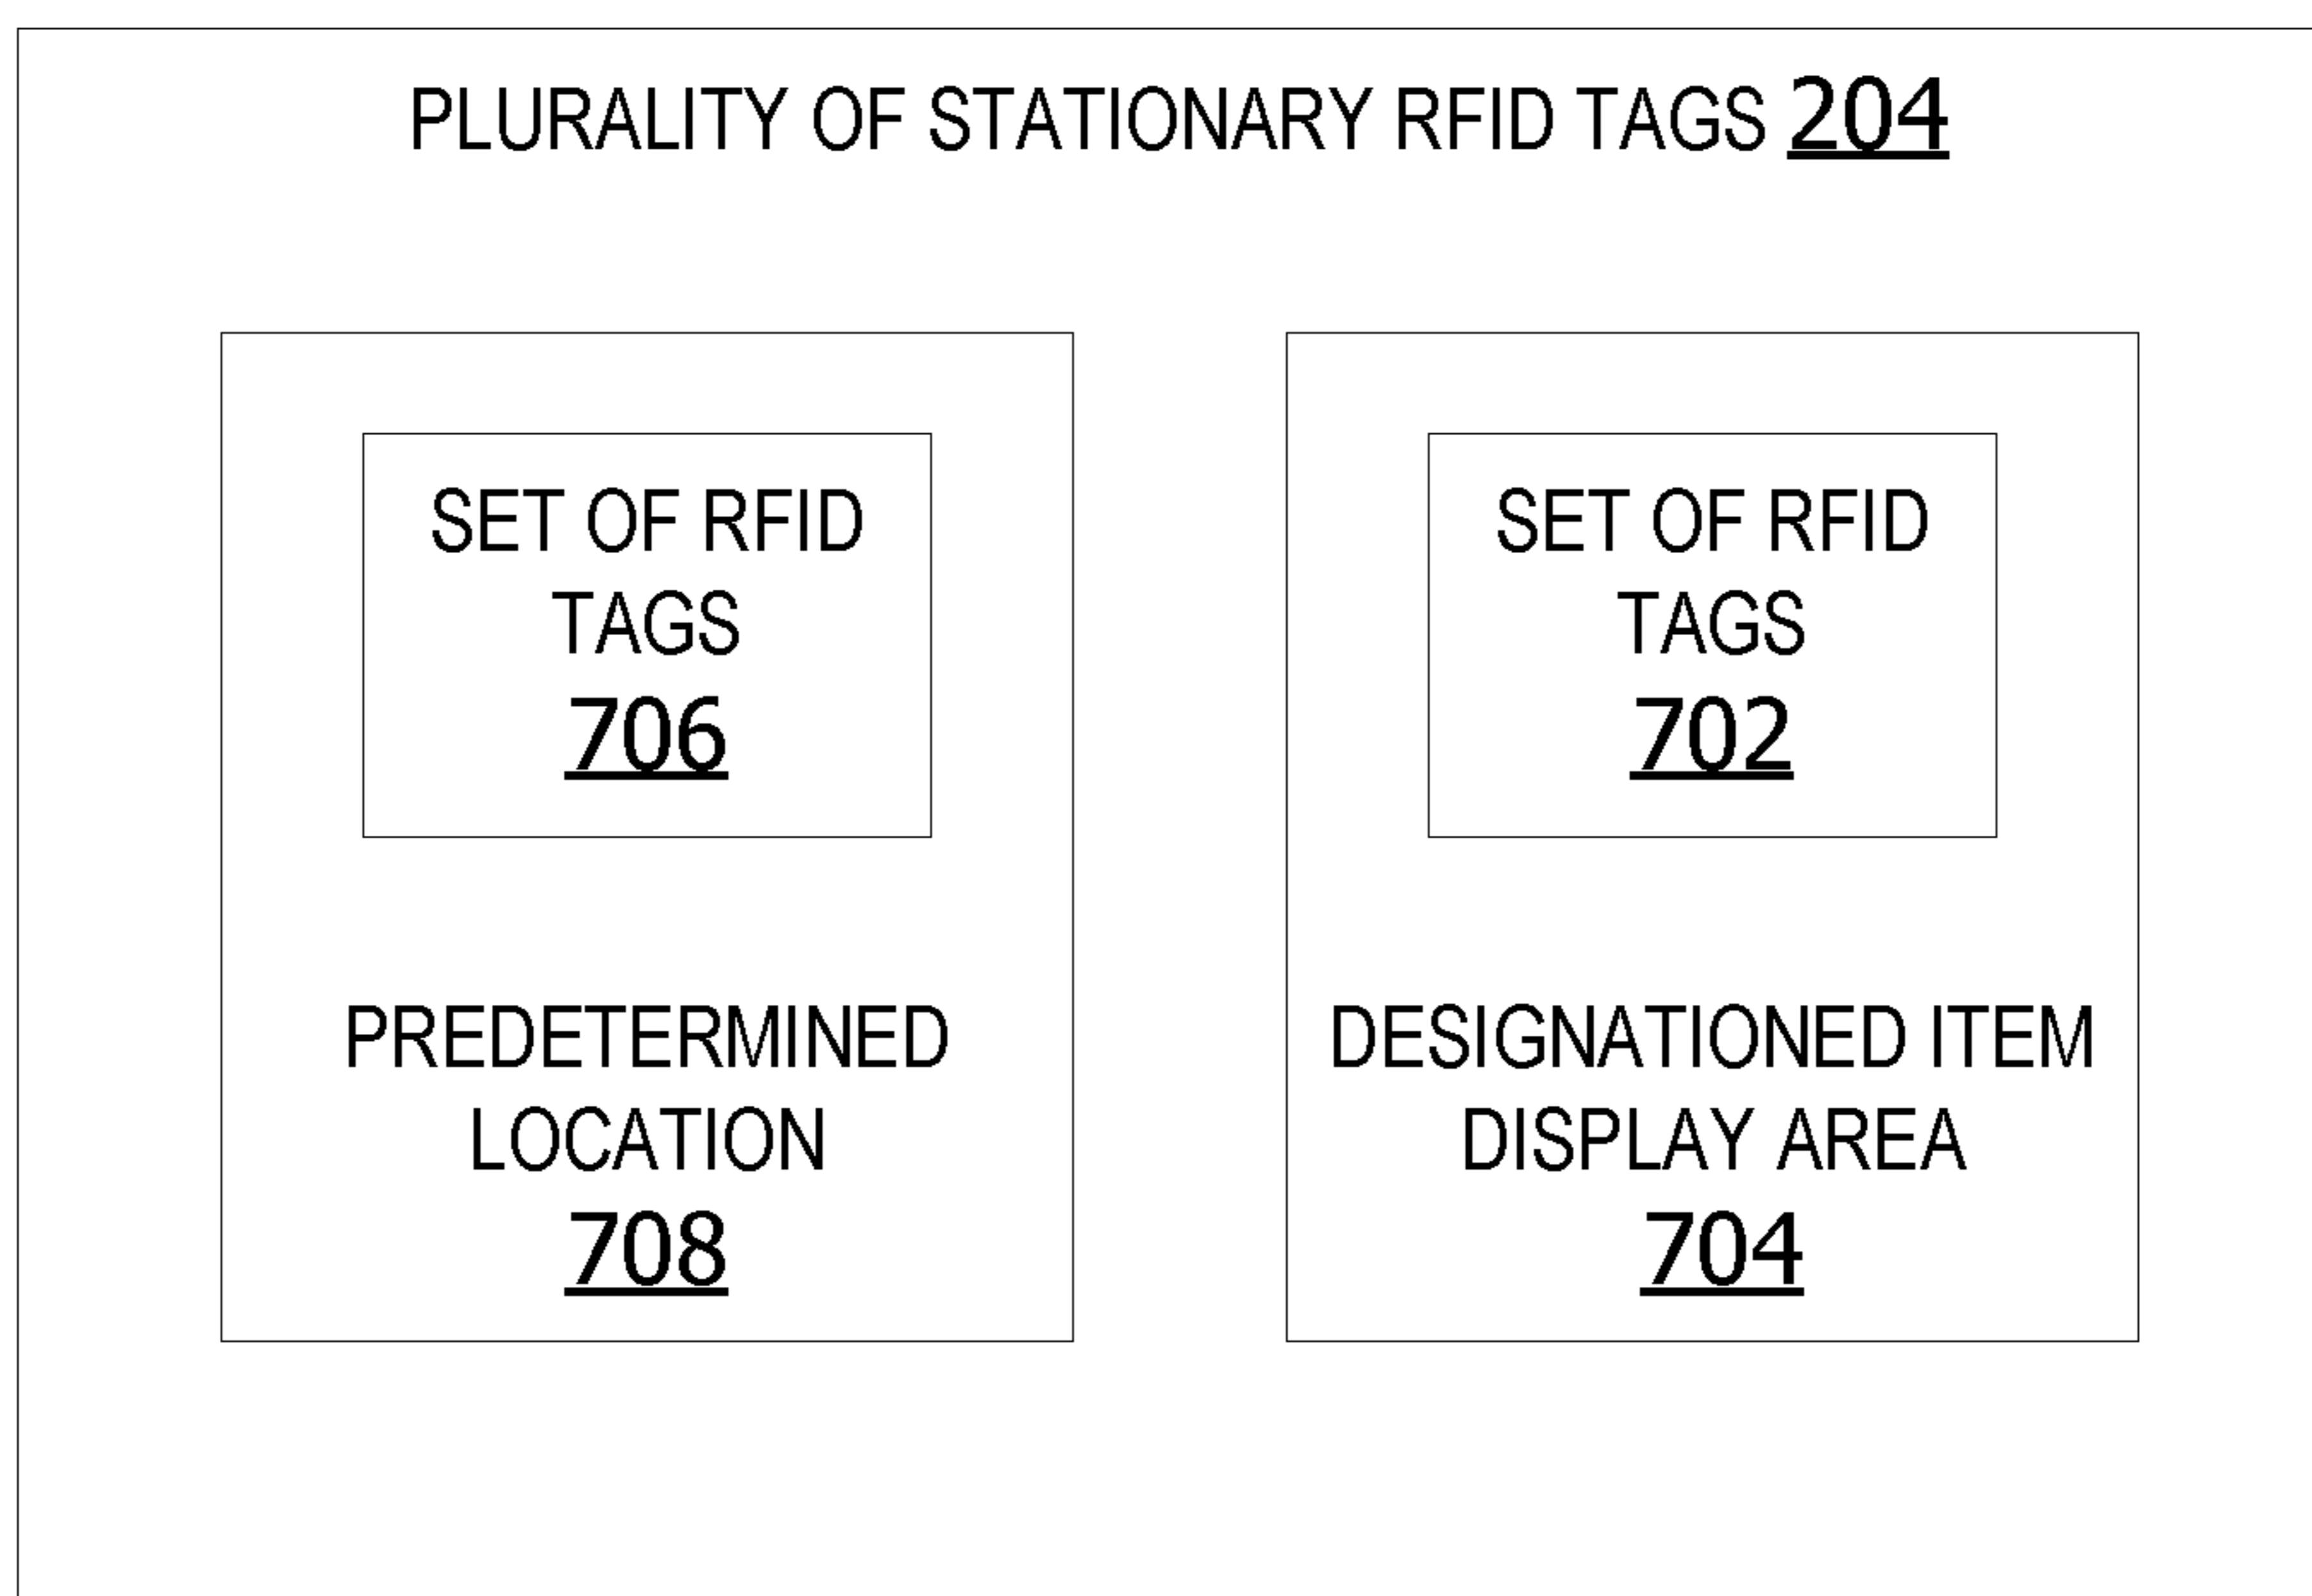 PLURALITY OF STATIONARY RFID TAGS 204
SET OF RFID
TAGS
706
PREDETERMINED
LOCATION
708
SET OF RFID
TAGS
702
DESIGNATIONED ITEM
DISPLAY AREA
704